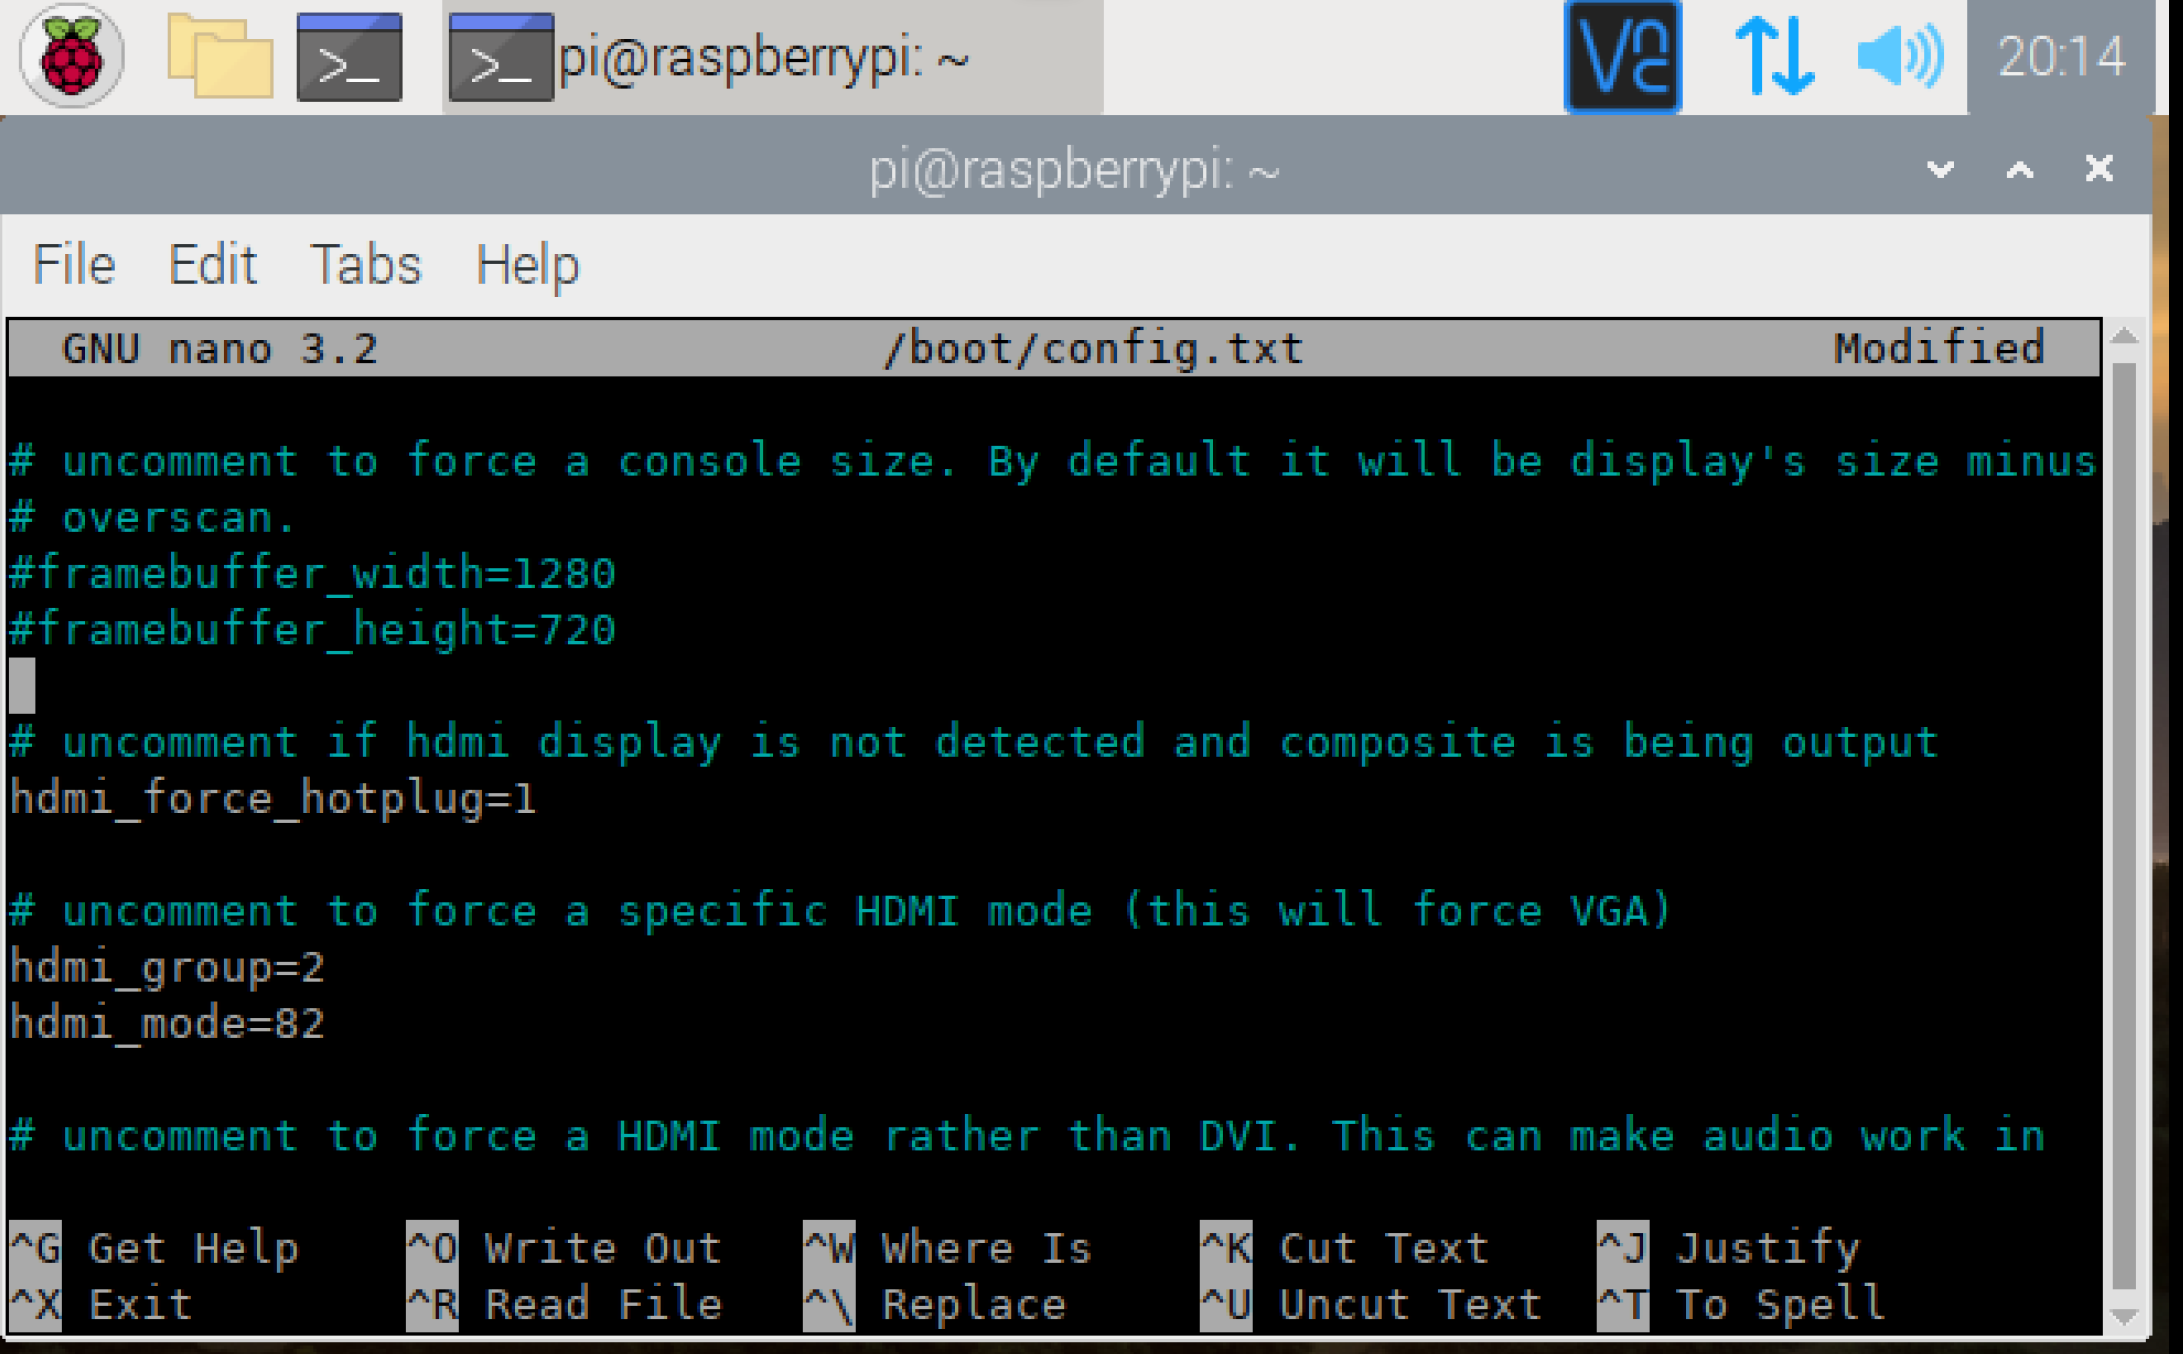 >_ >_ pi@raspberrypi: ~ VNC 20:14
pi@raspberrypi: ~
File Edit Tabs Help
GNU nano 3.2 /boot/config.txt Modified
# uncomment to force a console size. By default it will be display's size minus
# overscan.
#framebuffer_width=1280
#framebuffer_height=720
# uncomment if hdmi display is not detected and composite is being output
hdmi_force_hotplug=1
# uncomment to force a specific HDMI mode (this will force VGA)
hdmi_group=2
hdmi_mode=82
# uncomment to force a HDMI mode rather than DVI. This can make audio work in
^G Get Help ^O Write Out ^W Where Is ^K Cut Text ^J Justify
^X Exit ^R Read File ^\ Replace ^U Uncut Text ^T To Spell